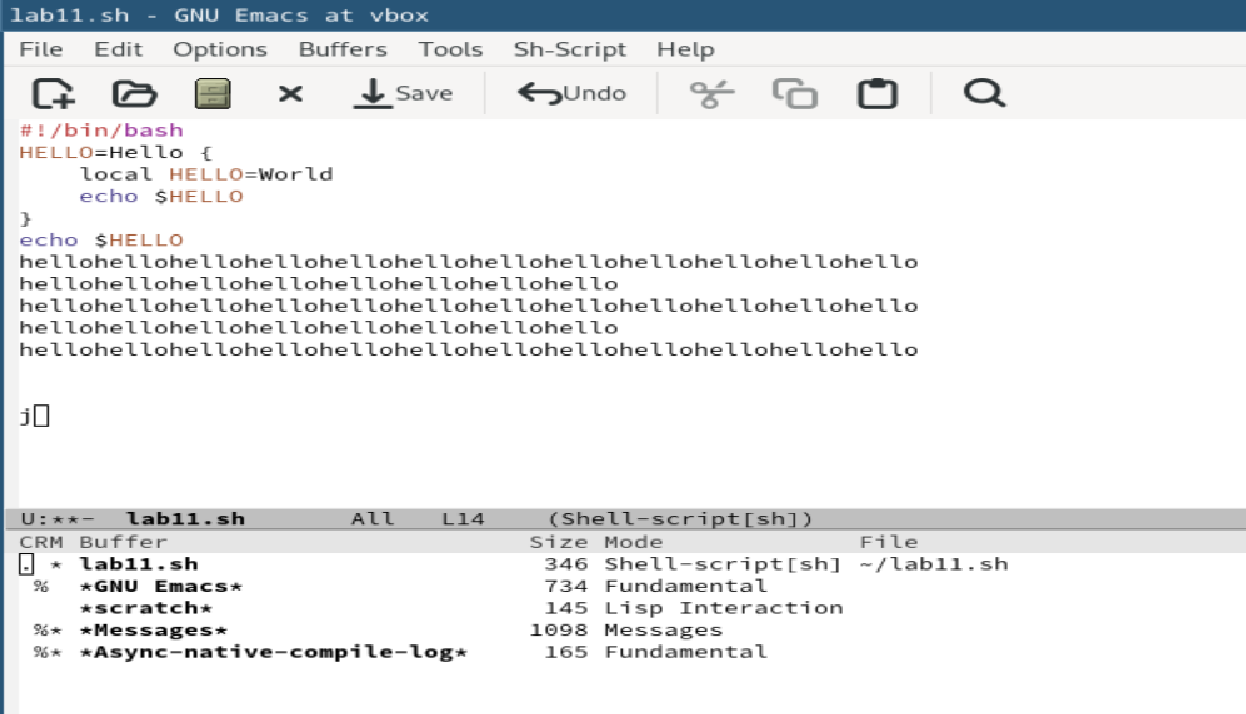 lab11.sh - GNU Emacs at vbox
File Edit Options Buffers Tools Sh-Script Help
Save Undo
#!/bin/bash
HELLO=Hello {
    local HELLO=World
    echo $HELLO
}
echo $HELLO
hellohellohellohellohellohellohellohellohellohellohellohello
hellohellohellohellohellohellohellohello
hellohellohellohellohellohellohellohellohellohellohellohello
hellohellohellohellohellohellohellohello
hellohellohellohellohellohellohellohellohellohellohellohello
j
U:**-  lab11.sh       All   L14    (Shell-script[sh])
CRM Buffer                        Size Mode             File
. * lab11.sh                       346 Shell-script[sh] ~/lab11.sh
 %  *GNU Emacs*                    734 Fundamental
    *scratch*                      145 Lisp Interaction
 %* *Messages*                    1098 Messages
 %* *Async-native-compile-log*     165 Fundamental